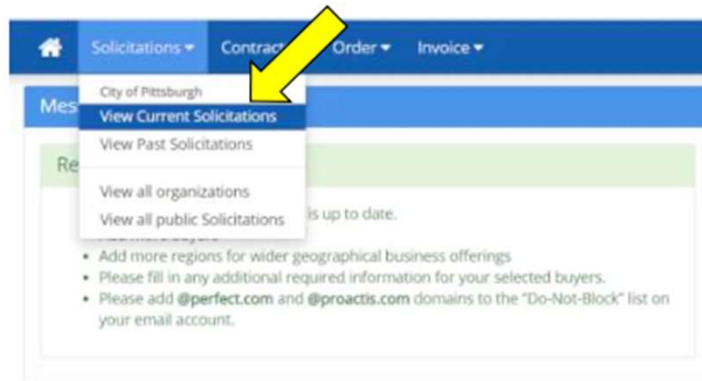 Solicitations Contract Order Invoice
City of Pittsburgh
Mes View Current Solicitations
View Past Solicitations
Re
View all organizations
is up to date.
View all public Solicitations
Add more regions for wider geographical business offerings
Please fill in any additional required information for your selected buyers.
Please add @perfect.com and @proactis.com domains to the "Do-Not-Block" list on
your email account.